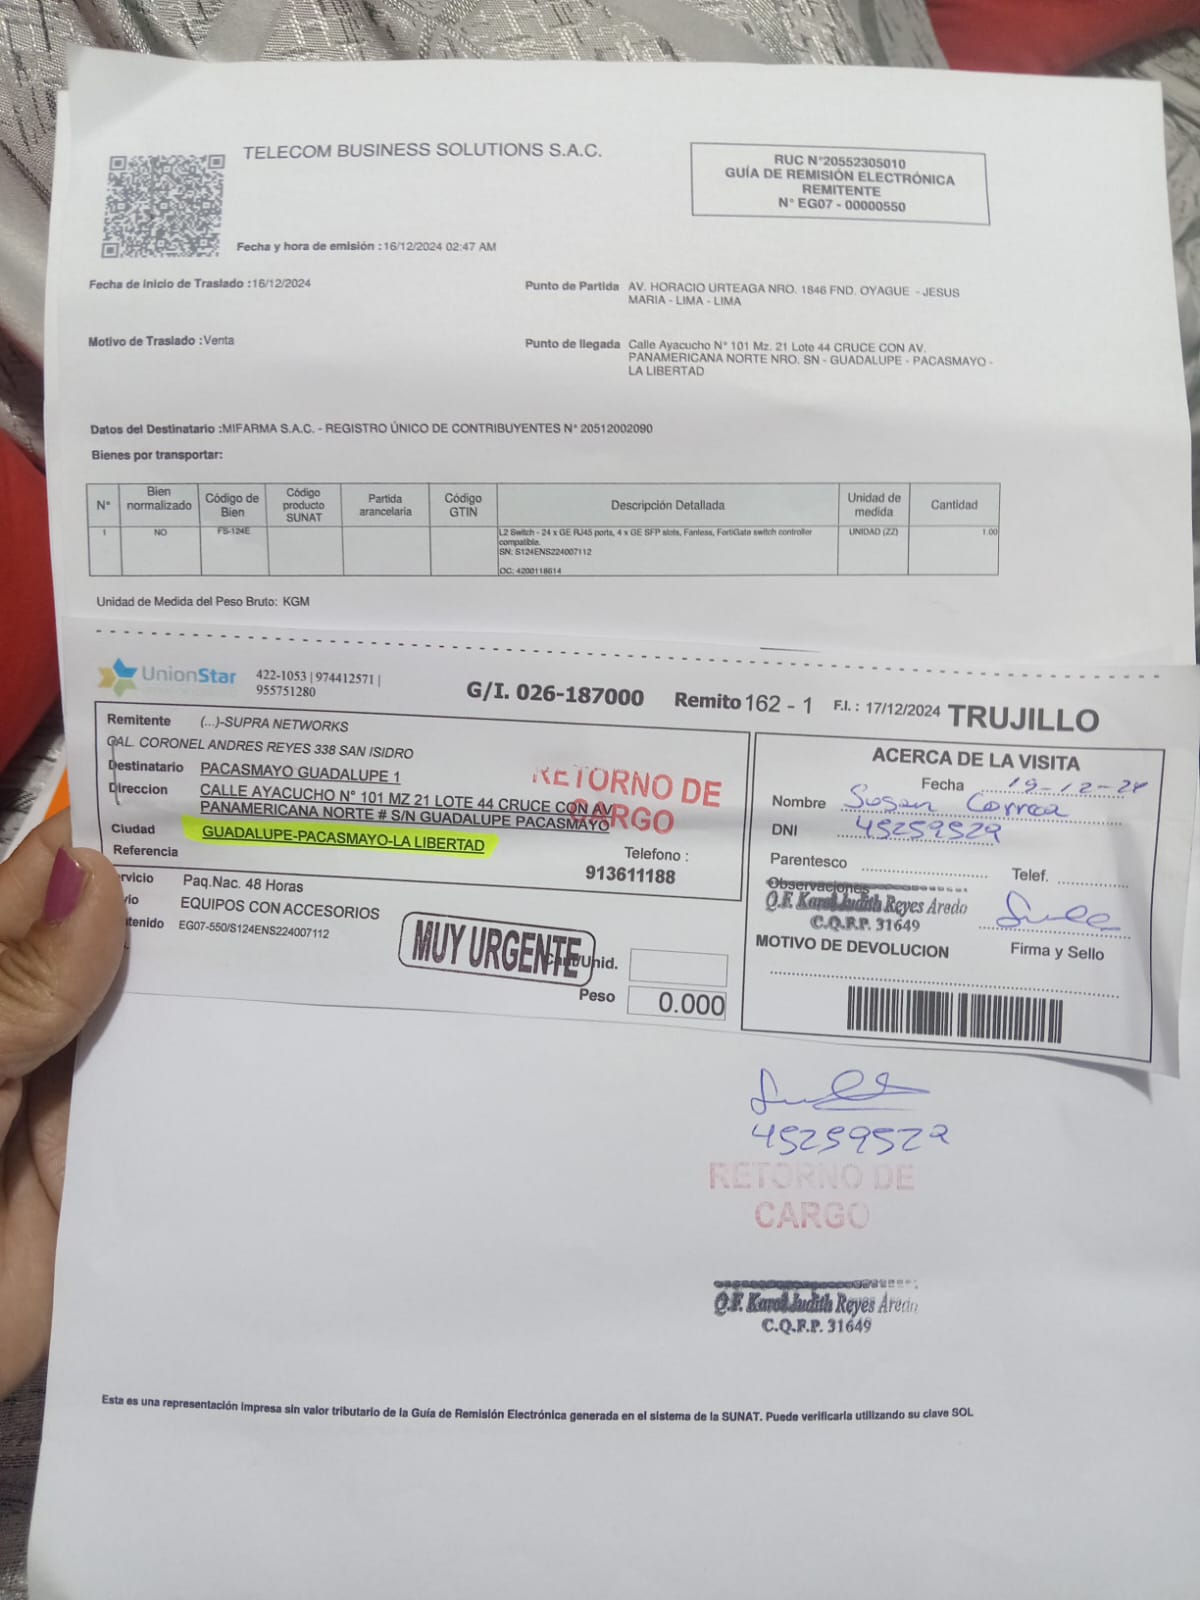 TELECOM BUSINESS SOLUTIONS S.A.C.
RUC N°20552305010
GUÍA DE REMISIÓN ELECTRÓNICA
REMITENTE
N° EG07 - 00000550
Fecha y hora de emisión : 16/12/2024 02:47 AM
Fecha de inicio de Traslado : 16/12/2024
Punto de Partida AV. HORACIO URTEAGA NRO. 1846 FND. OYAGUE - JESUS
MARIA - LIMA - LIMA
Motivo de Traslado : Venta
Punto de llegada Calle Ayacucho N° 101 Mz. 21 Lote 44 CRUCE CON AV.
PANAMERICANA NORTE NRO. SN - GUADALUPE - PACASMAYO -
LA LIBERTAD
Datos del Destinatario : MIFARMA S.A.C. - REGISTRO ÚNICO DE CONTRIBUYENTES N° 20512002090
Bienes por transportar:
N° Bien normalizado Código de Bien Código producto SUNAT Partida arancelaria Código GTIN Descripción Detallada Unidad de medida Cantidad
1 NO FS-124E L2 Switch - 24 x GE RJ45 ports, 4 x GE SFP slots, Fanless, FortiGate switch controller UNIDAD (ZZ) 1.00
compatible.
SN: S124ENS224007112
OC: 4200118614
Unidad de Medida del Peso Bruto: KGM
UnionStar 422-1053 | 974412571 |
955751280
G/I. 026-187000 Remito 162 - 1 F.I. : 17/12/2024 TRUJILLO
Remitente (...)-SUPRA NETWORKS
CAL. CORONEL ANDRES REYES 338 SAN ISIDRO
Destinatario PACASMAYO GUADALUPE 1
Direccion CALLE AYACUCHO N° 101 MZ 21 LOTE 44 CRUCE CON AV
PANAMERICANA NORTE # S/N GUADALUPE PACASMAYO
RETORNO DE
CARGO
Ciudad GUADALUPE-PACASMAYO-LA LIBERTAD
Referencia
Telefono :
913611188
ervicio Paq.Nac. 48 Horas
vio EQUIPOS CON ACCESORIOS
tenido EG07-550/S124ENS224007112
MUY URGENTE
Unid.
Peso 0.000
ACERCA DE LA VISITA
Fecha 19-12-24
Nombre Susan Correa
DNI 45259529
Parentesco
Telef.
Observaciones
Q.F. Karol Judith Reyes Aredo
C.Q.F.P. 31649
MOTIVO DE DEVOLUCION
Firma y Sello
45259529
RETORNO DE
CARGO
Q.F. Karol Judith Reyes Aredo
C.Q.F.P. 31649
Esta es una representación impresa sin valor tributario de la Guía de Remisión Electrónica generada en el sistema de la SUNAT. Puede verificarla utilizando su clave SOL